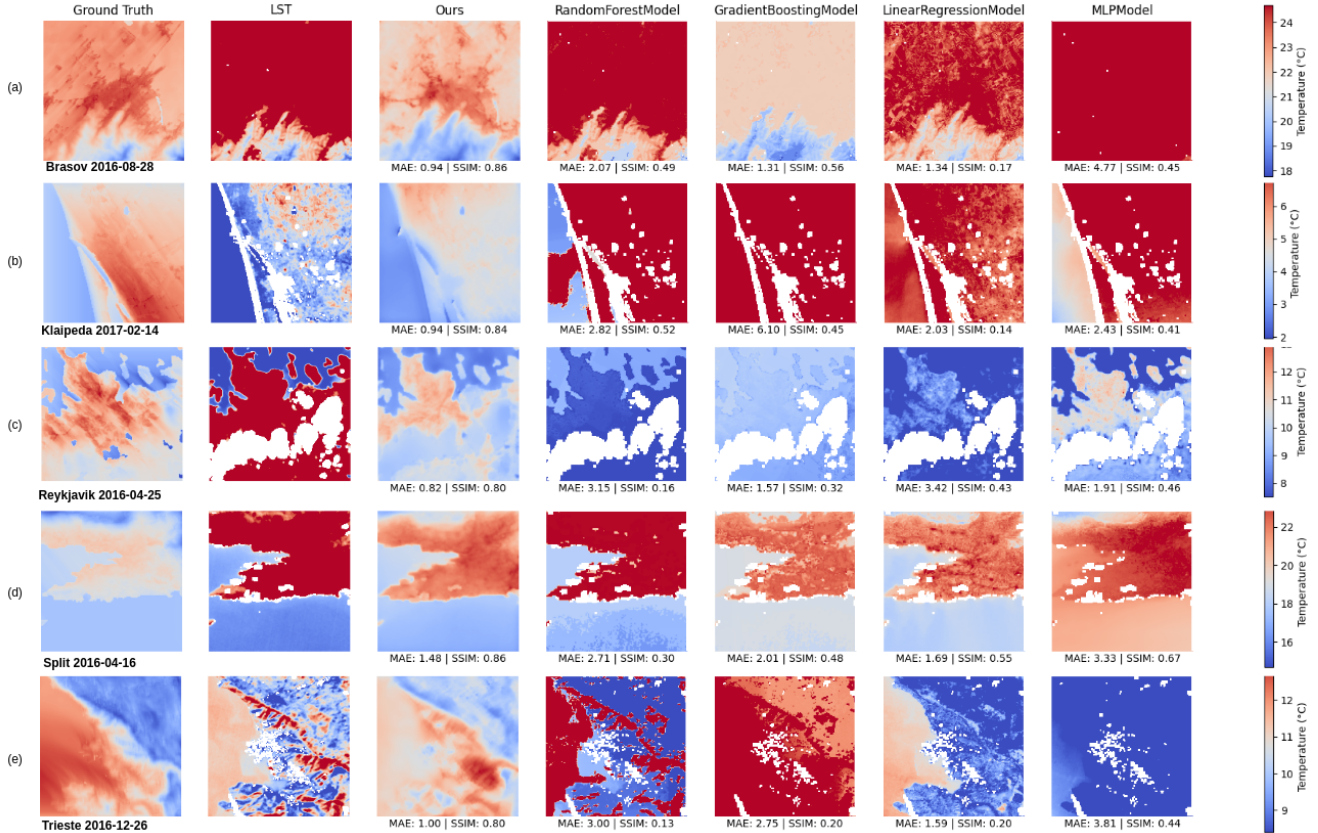 Ground Truth LST Ours RandomForestModel GradientBoostingModel LinearRegressionModel MLPModel
(a)
Brasov 2016-08-28
MAE: 0.94 | SSIM: 0.86 MAE: 2.07 | SSIM: 0.49 MAE: 1.31 | SSIM: 0.56 MAE: 1.34 | SSIM: 0.17 MAE: 4.77 | SSIM: 0.45
24
23
22
21
20
19
18
Temperature (°C)
(b)
Klaipeda 2017-02-14
MAE: 0.94 | SSIM: 0.84 MAE: 2.82 | SSIM: 0.52 MAE: 6.10 | SSIM: 0.45 MAE: 2.03 | SSIM: 0.14 MAE: 2.43 | SSIM: 0.41
6
5
4
3
2
Temperature (°C)
(c)
Reykjavik 2016-04-25
MAE: 0.82 | SSIM: 0.80 MAE: 3.15 | SSIM: 0.16 MAE: 1.57 | SSIM: 0.32 MAE: 3.42 | SSIM: 0.43 MAE: 1.91 | SSIM: 0.46
12
11
10
9
8
Temperature (°C)
(d)
Split 2016-04-16
MAE: 1.48 | SSIM: 0.86 MAE: 2.71 | SSIM: 0.30 MAE: 2.01 | SSIM: 0.48 MAE: 1.69 | SSIM: 0.55 MAE: 3.33 | SSIM: 0.67
22
20
18
16
Temperature (°C)
(e)
Trieste 2016-12-26
MAE: 1.00 | SSIM: 0.80 MAE: 3.00 | SSIM: 0.13 MAE: 2.75 | SSIM: 0.20 MAE: 1.59 | SSIM: 0.20 MAE: 3.81 | SSIM: 0.44
12
11
10
9
Temperature (°C)